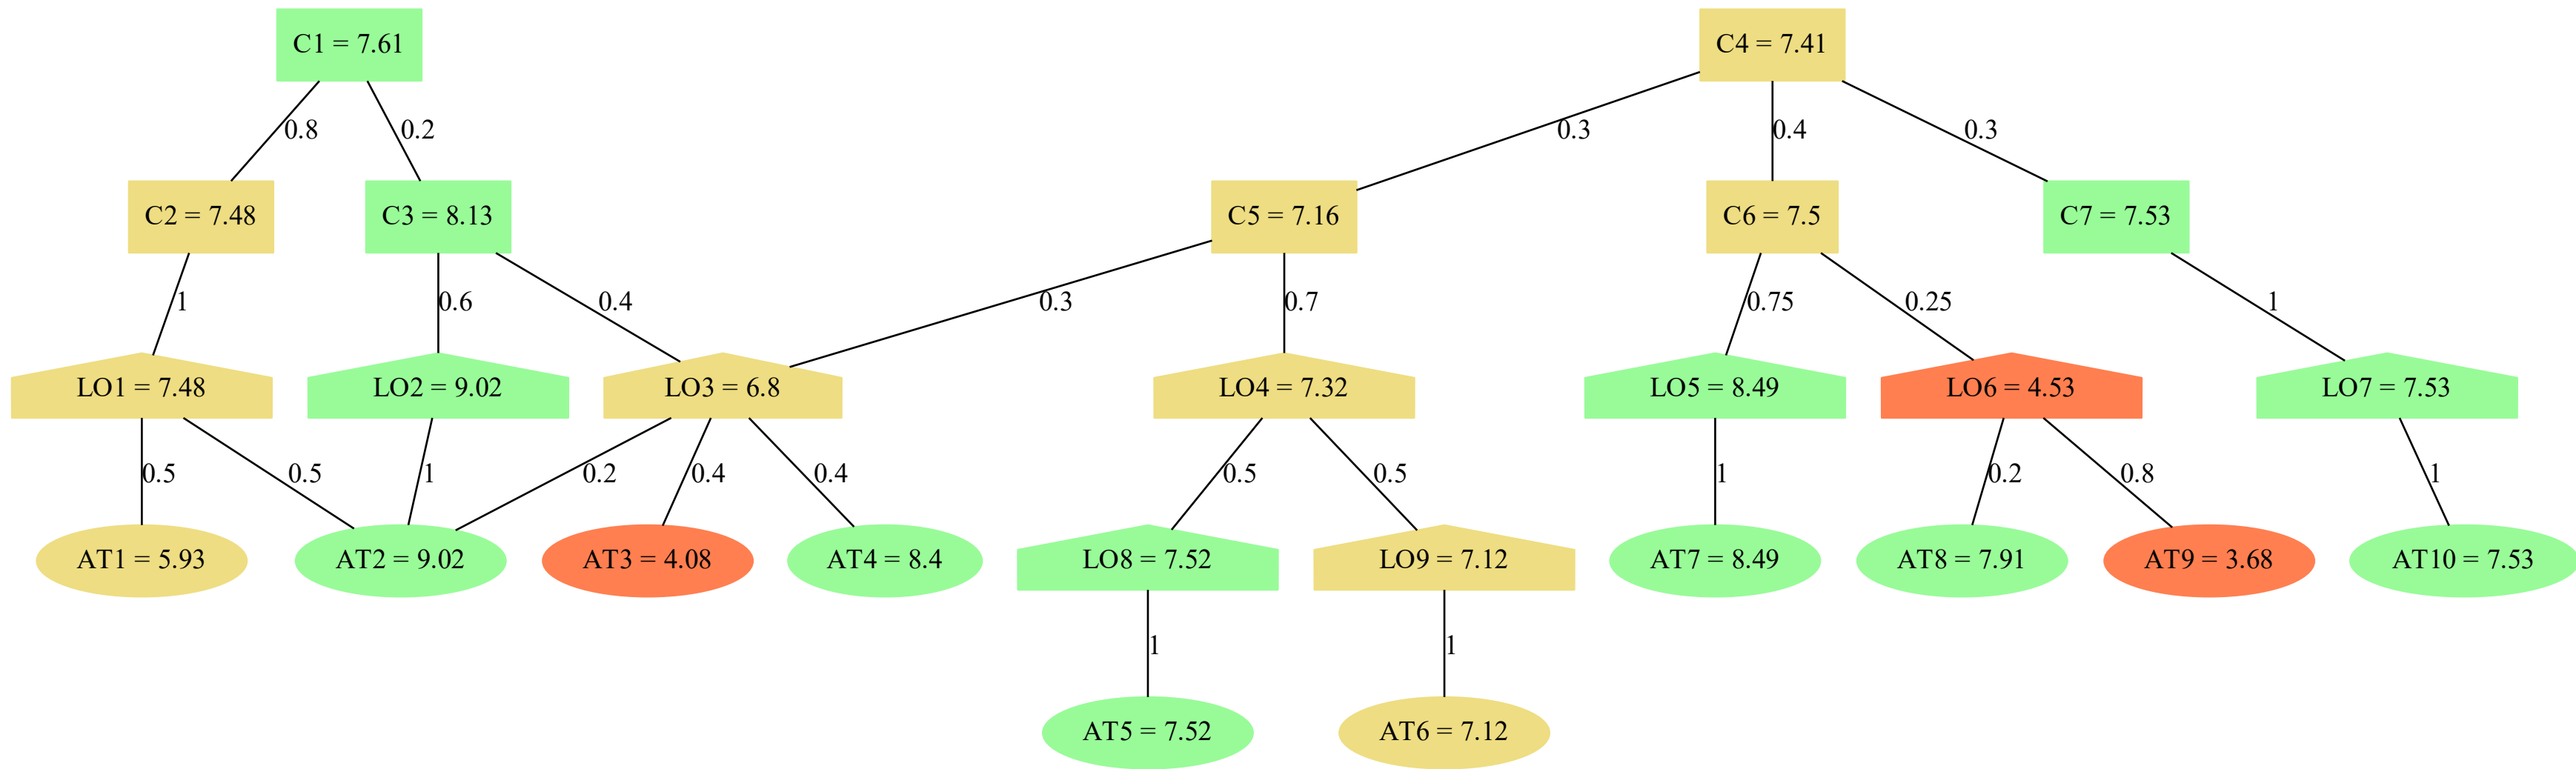 C1 = 7.61
C4 = 7.41
0.8
0.2
0.3
0.4
0.3
C2 = 7.48
C3 = 8.13
C5 = 7.16
C6 = 7.5
C7 = 7.53
1
0.6
0.4
0.3
0.7
0.75
0.25
1
LO1 = 7.48
LO2 = 9.02
LO3 = 6.8
LO4 = 7.32
LO5 = 8.49
LO6 = 4.53
LO7 = 7.53
0.5
0.5
1
0.2
0.4
0.4
0.5
0.5
1
0.2
0.8
1
AT1 = 5.93
AT2 = 9.02
AT3 = 4.08
AT4 = 8.4
LO8 = 7.52
LO9 = 7.12
AT7 = 8.49
AT8 = 7.91
AT9 = 3.68
AT10 = 7.53
1
1
AT5 = 7.52
AT6 = 7.12